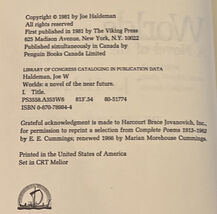 Copyright © 1981 by Joe Haldeman
All rights reserved
First published in 1981 by The Viking Press
625 Madison Avenue, New York, N.Y. 10022
Published simultaneously in Canada by
Penguin Books Canada Limited
LIBRARY OF CONGRESS CATALOGING IN PUBLICATION DATA
Haldeman, Joe W
Worlds: a novel of the near future.
I. Title.
PS3558.A353W6 813'.54 80-51774
ISBN 0-670-78984-4
Grateful acknowledgment is made to Harcourt Brace Jovanovich, Inc.,
for permission to reprint a selection from Complete Poems 1913-1962
by E. E. Cummings; renewed 1966 by Marian Morehouse Cummings.
Printed in the United States of America
Set in CRT Melior